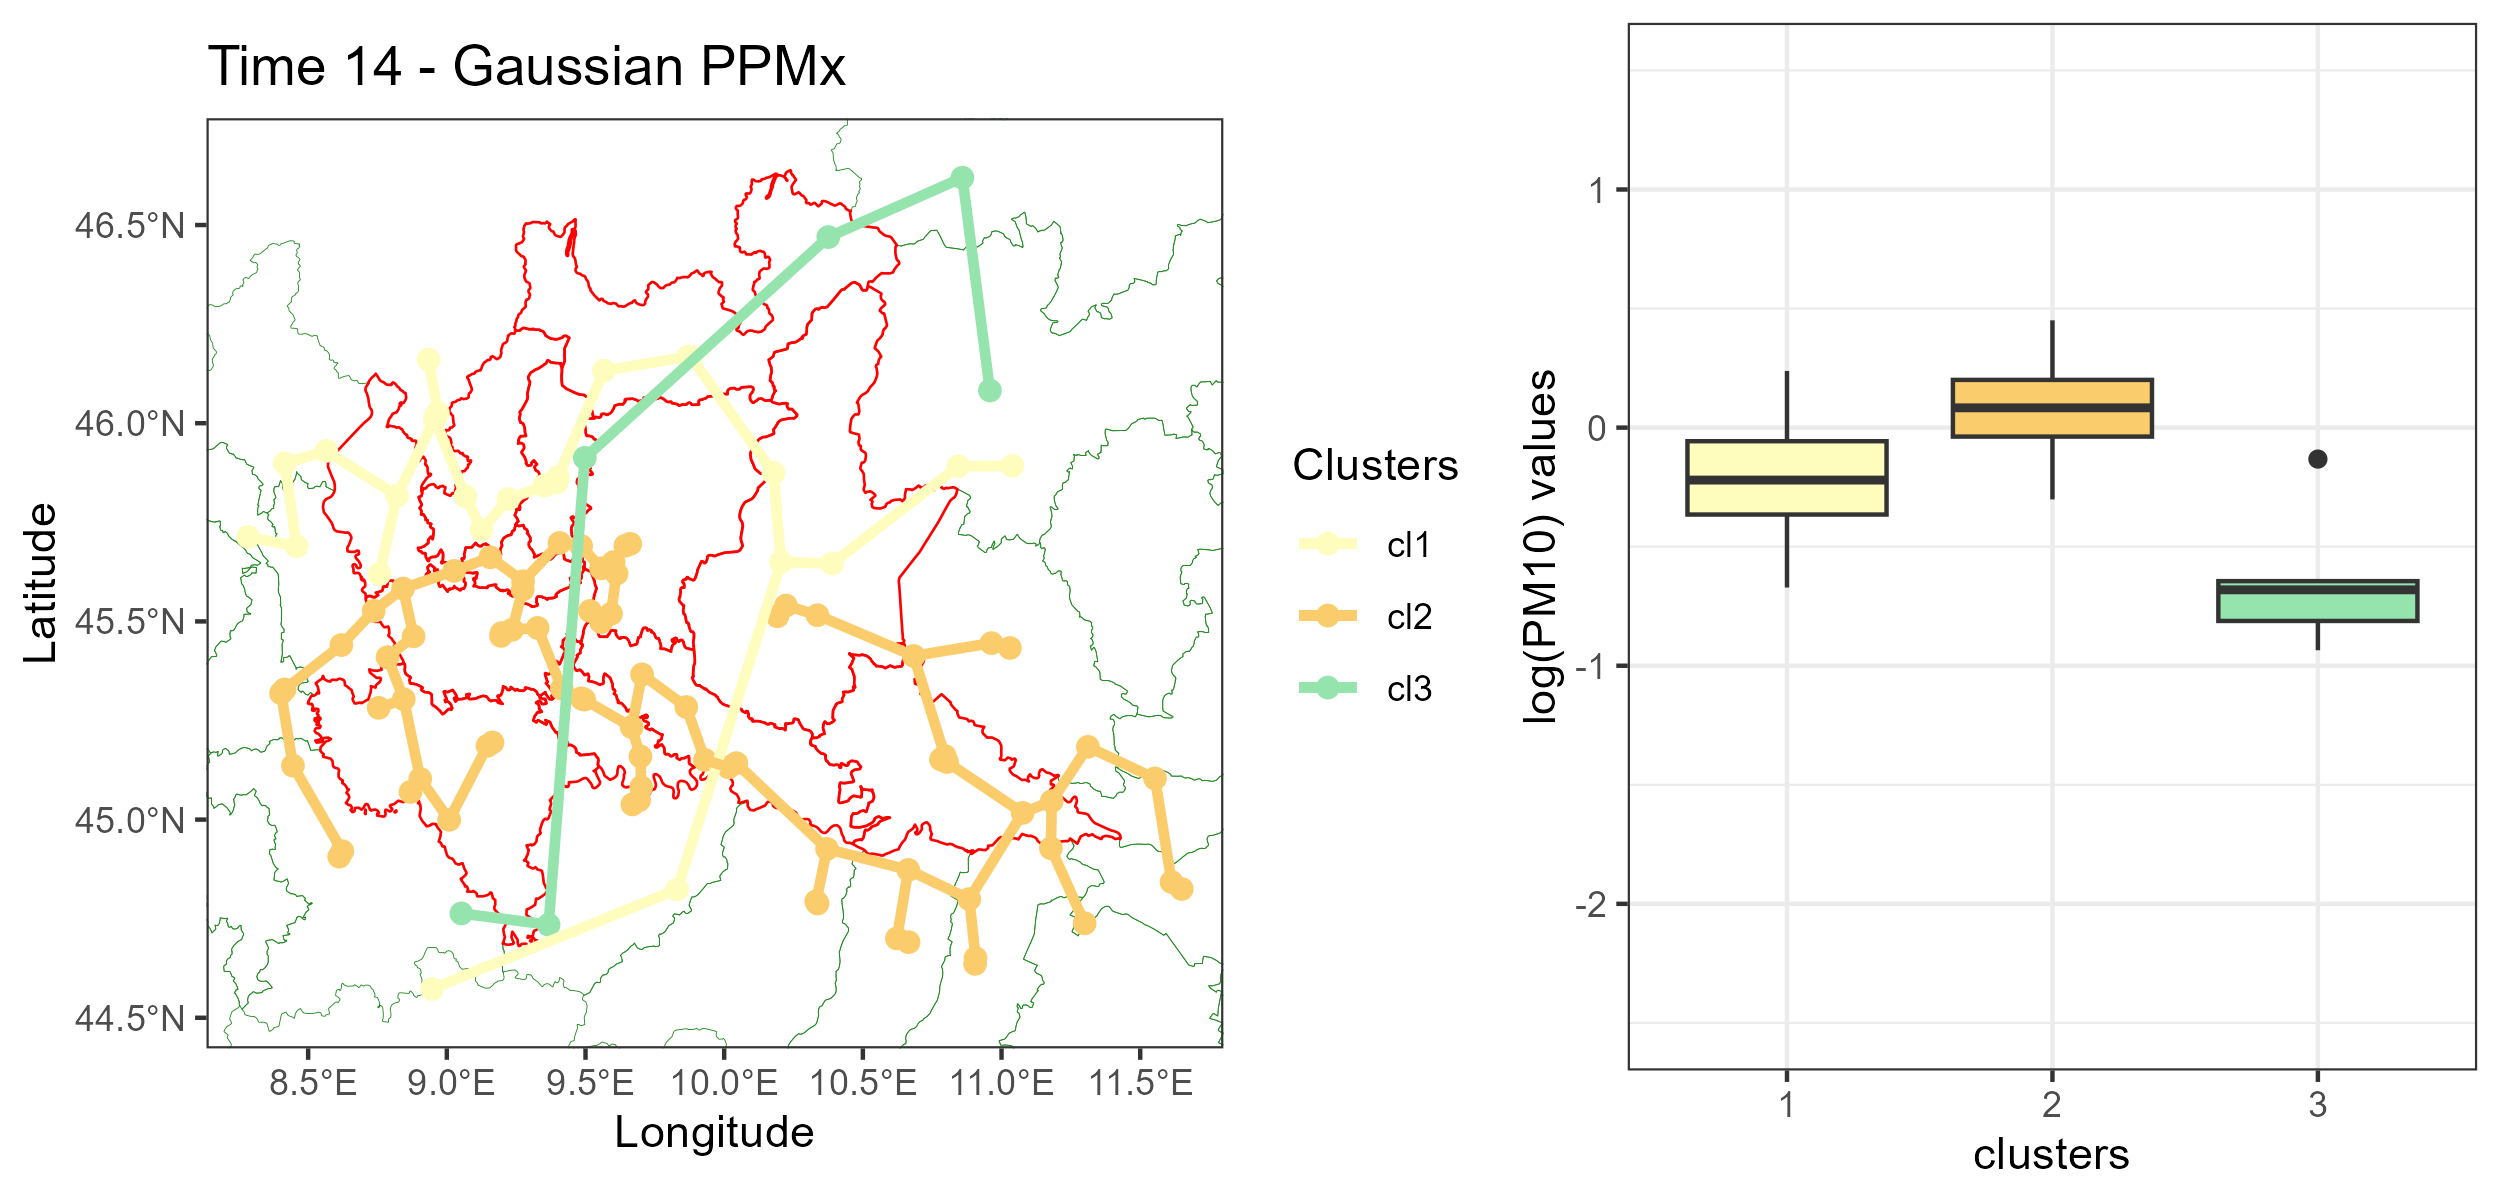 Time 14 - Gaussian PPMx
Latitude
46.5°N
46.0°N
45.5°N
45.0°N
44.5°N
8.5°E 9.0°E 9.5°E 10.0°E 10.5°E 11.0°E 11.5°E
Longitude
Clusters
cl1
cl2
cl3
log(PM10) values
1
0
-1
-2
1 2 3
clusters